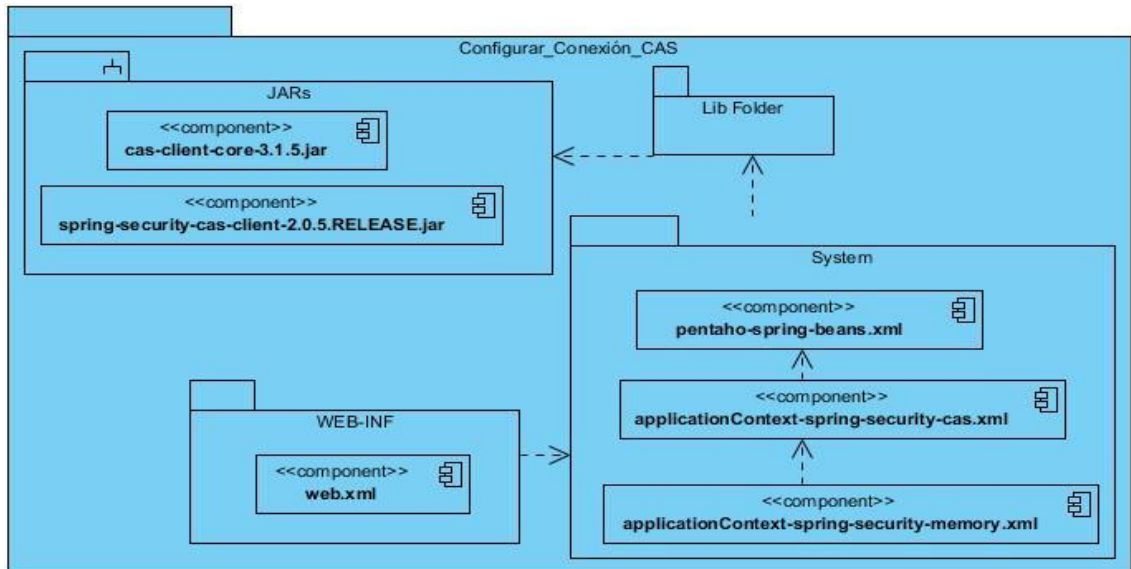 Configurar_Conexión_CAS
JARs
<<component>>
cas-client-core-3.1.5.jar
<<component>>
spring-security-cas-client-2.0.5.RELEASE.jar
Lib Folder
System
<<component>>
pentaho-spring-beans.xml
<<component>>
applicationContext-spring-security-cas.xml
<<component>>
applicationContext-spring-security-memory.xml
WEB-INF
<<component>>
web.xml